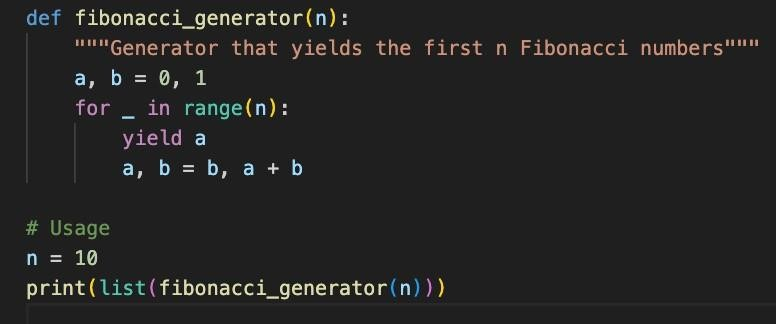 def fibonacci_generator(n):
    """Generator that yields the first n Fibonacci numbers"""
    a, b = 0, 1
    for _ in range(n):
        yield a
        a, b = b, a + b

# Usage
n = 10
print(list(fibonacci_generator(n)))